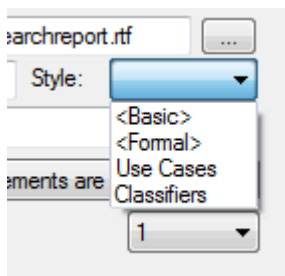 earchreport.rtf ...
Style:
<Basic>
<Formal>
Use Cases
ements are Classifiers
1